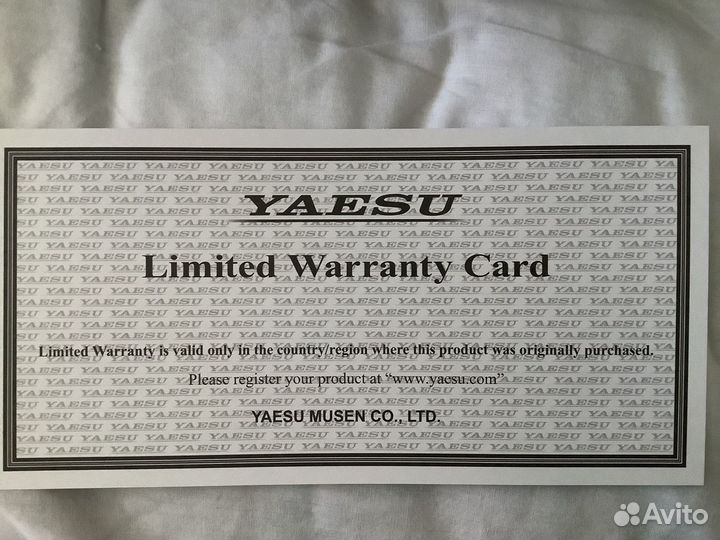 YAESU
Limited Warranty Card
Limited Warranty is valid only in the country/region where this product was originally purchased.
Please register your product at “www.yaesu.com”.
YAESU MUSEN CO., LTD.
Avito